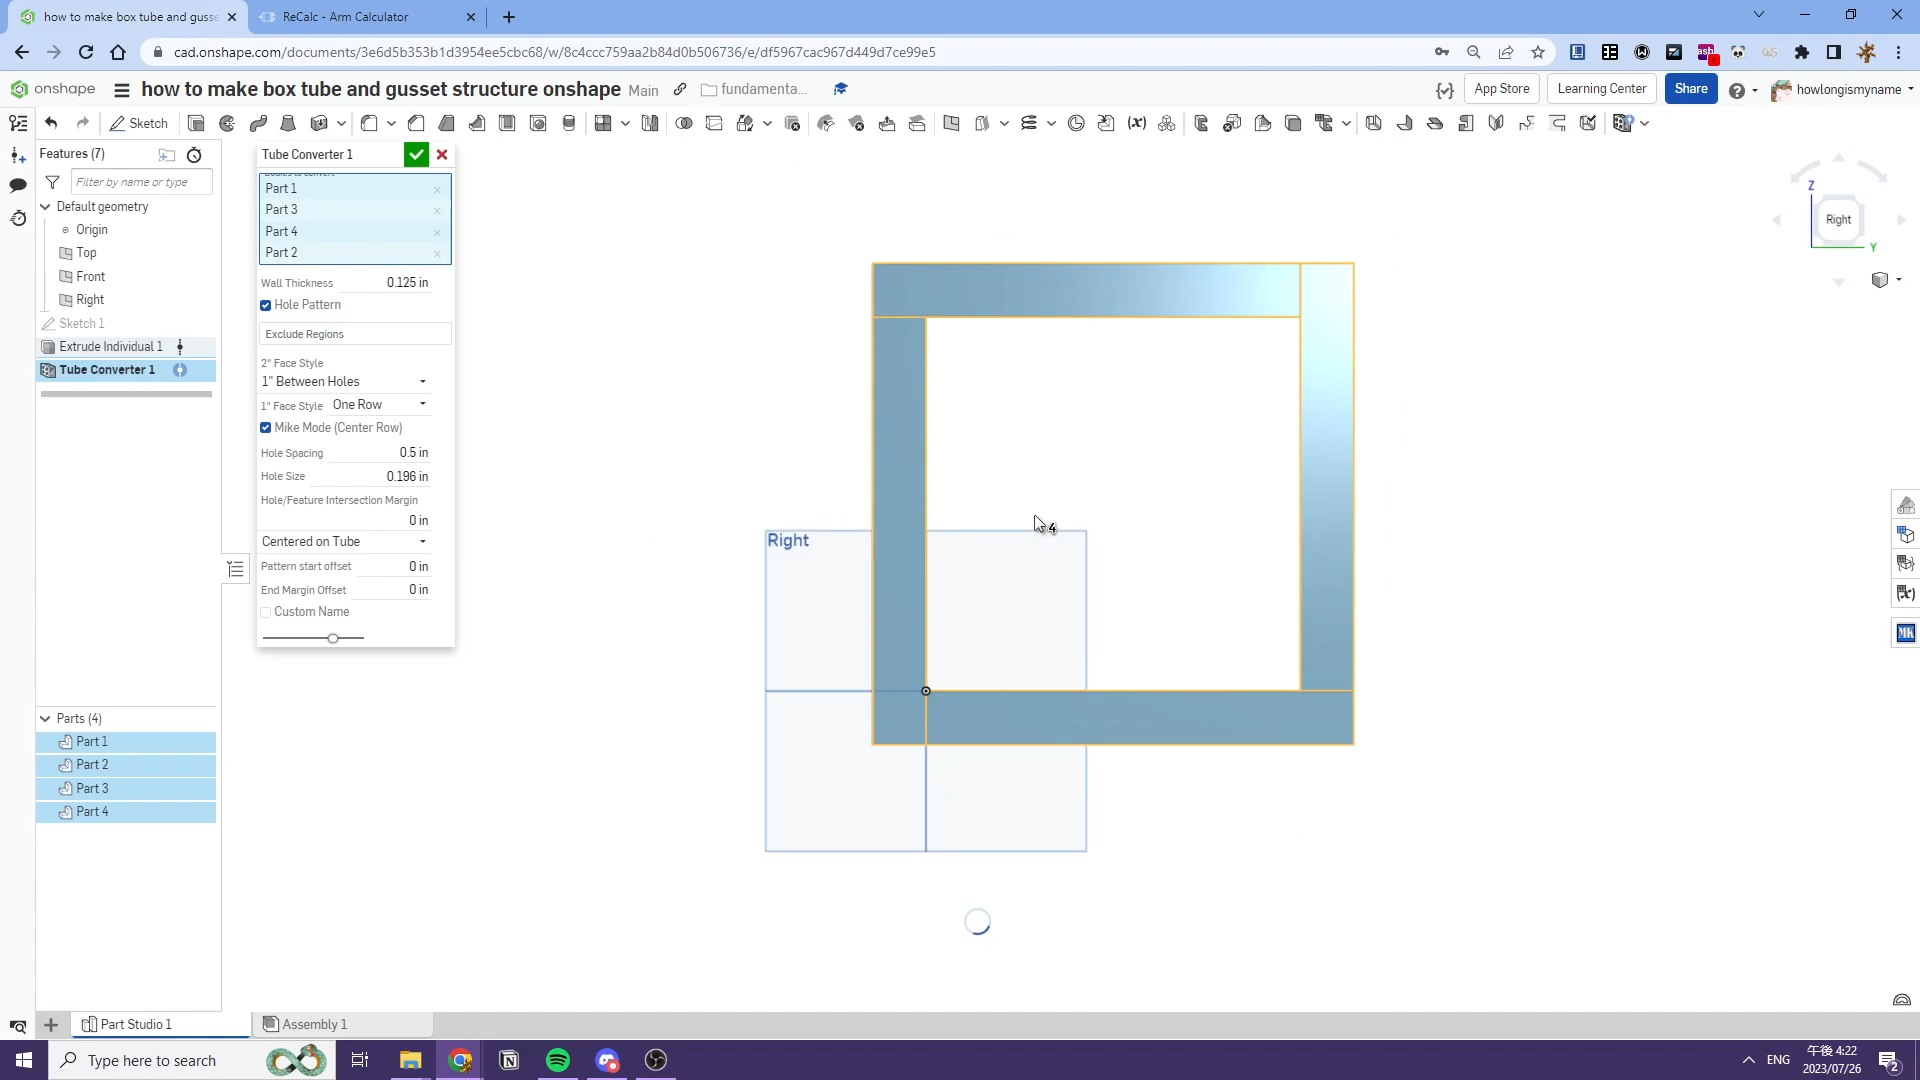 how to make box tube and gusse
ReCalc - Arm Calculator
cad.onshape.com/documents/3e6d5b353b1d3954ee5cbc68/w/8c4ccc759aa2b84d0b506736/e/df5967cac967d449d7ce99e5
onshape
how to make box tube and gusset structure onshape
Main
fundamenta...
App Store
Learning Center
Share
howlongismyname
Sketch
Features (7)
Filter by name or type
Default geometry
Origin
Top
Front
Right
Sketch 1
Extrude Individual 1
Tube Converter 1
Tube Converter 1
Bodies to convert
Part 1
Part 3
Part 4
Part 2
Wall Thickness 0.125 in
Hole Pattern
Exclude Regions
2" Face Style
1" Between Holes
1" Face Style One Row
Mike Mode (Center Row)
Hole Spacing 0.5 in
Hole Size 0.196 in
Hole/Feature Intersection Margin
0 in
Centered on Tube
Pattern start offset 0 in
End Margin Offset 0 in
Custom Name
Right
4
Z
Right
Y
MK
Parts (4)
Part 1
Part 2
Part 3
Part 4
Part Studio 1
Assembly 1
Type here to search
ENG
午後 4:22
2023/07/26
2